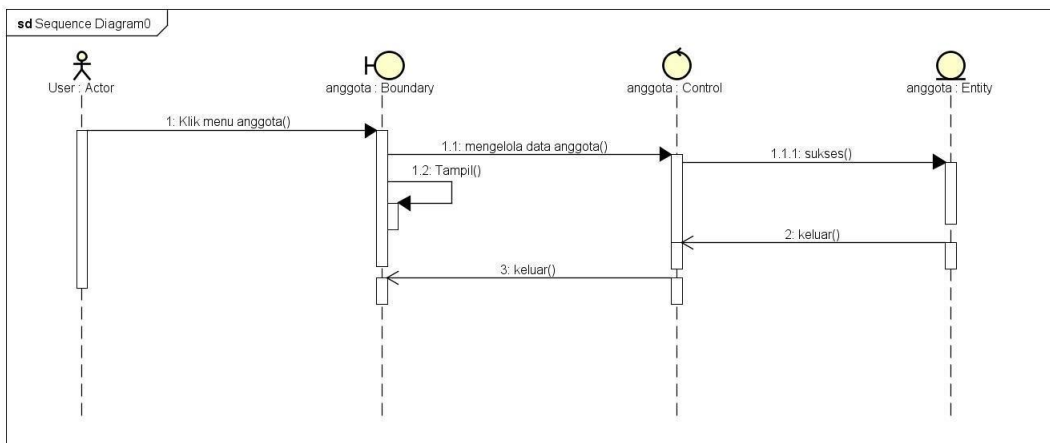 sd Sequence Diagram0
User : Actor
anggota : Boundary
anggota : Control
anggota : Entity
1: Klik menu anggota()
1.1: mengelola data anggota()
1.1.1: sukses()
1.2: Tampil()
2: keluar()
3: keluar()